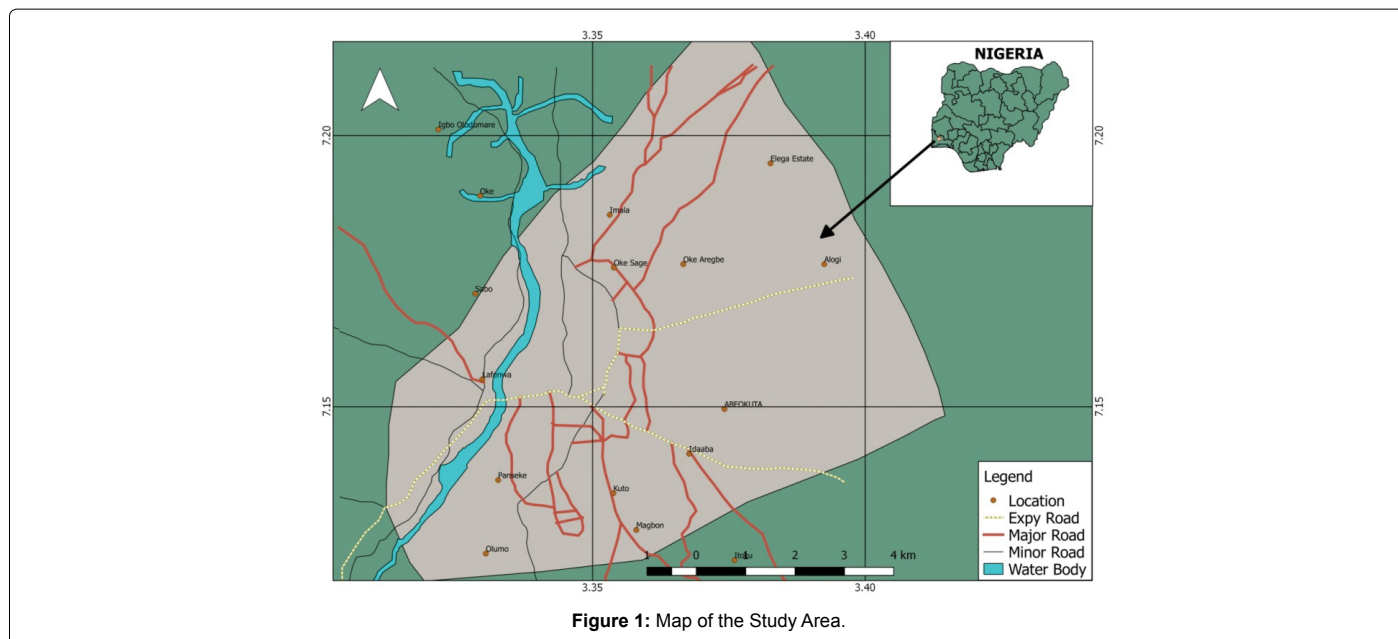 3.35
3.40
NIGERIA
Igbo Olodumare
7.20
7.20
Elega Estate
Oke
Imala
Oke Sage
Oke Aregbe
Alogi
Sabo
Lafenwa
7.15
7.15
ABEOKUTA
Idaaba
Panseke
Kuto
Magbon
Olumo
Itoku
Legend
Location
Expy Road
Major Road
Minor Road
Water Body
1 0 1 2 3 4 km
3.35
3.40
Figure 1: Map of the Study Area.